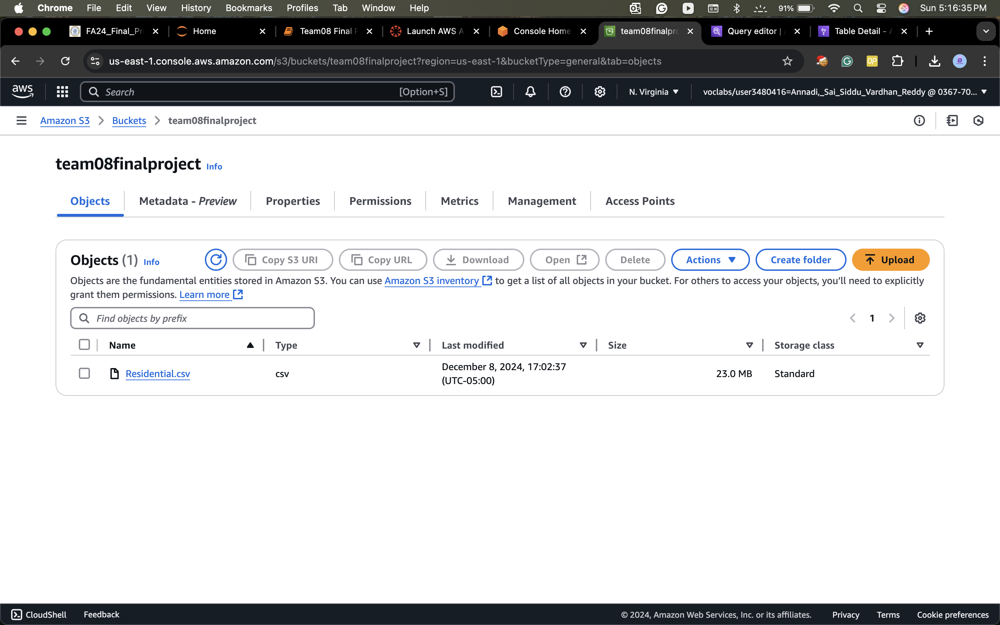 Chrome File Edit View History Bookmarks Profiles Tab Window Help 91% Sun 5:16:35 PM
FA24_Final_Pr Home Team08 Final P Launch AWS A Console Home team08finalpro Query editor | A Table Detail - A
us-east-1.console.aws.amazon.com/s3/buckets/team08finalproject?region=us-east-1&bucketType=general&tab=objects
aws Search [Option+S] N. Virginia voclabs/user3480416=Annadi,_Sai_Siddu_Vardhan_Reddy @ 0367-70...
Amazon S3 Buckets team08finalproject
team08finalproject Info
Objects Metadata - Preview Properties Permissions Metrics Management Access Points
Objects (1) Info Copy S3 URI Copy URL Download Open Delete Actions Create folder Upload
Objects are the fundamental entities stored in Amazon S3. You can use Amazon S3 inventory to get a list of all objects in your bucket. For others to access your objects, you’ll need to explicitly
grant them permissions. Learn more
Find objects by prefix 1
Name Type Last modified Size Storage class
Residential.csv csv December 8, 2024, 17:02:37 23.0 MB Standard
(UTC-05:00)
CloudShell Feedback © 2024, Amazon Web Services, Inc. or its affiliates. Privacy Terms Cookie preferences